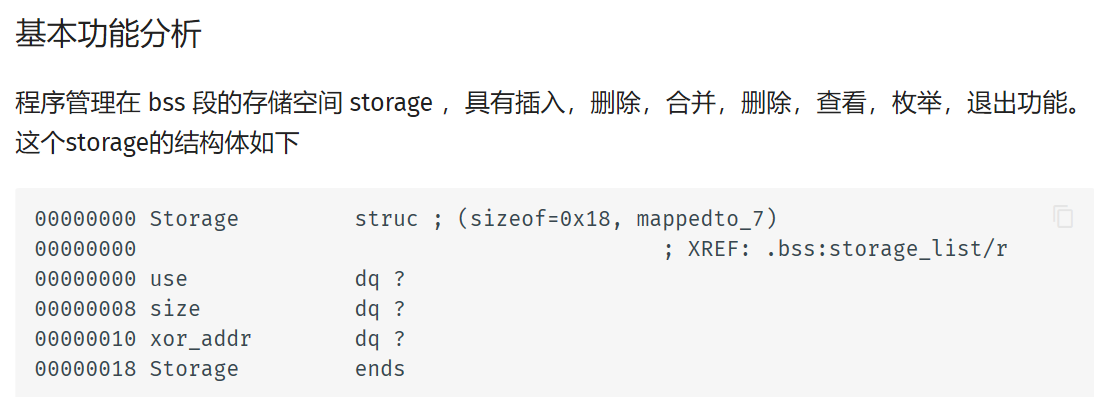 基本功能分析
程序管理在 bss 段的存储空间 storage ，具有插入，删除，合并，删除，查看，枚举，退出功能。
这个storage的结构体如下
00000000 Storage         struc ; (sizeof=0x18, mappedto_7)
00000000                                         ; XREF: .bss:storage_list/r
00000000 use             dq ?
00000008 size            dq ?
00000010 xor_addr        dq ?
00000018 Storage         ends